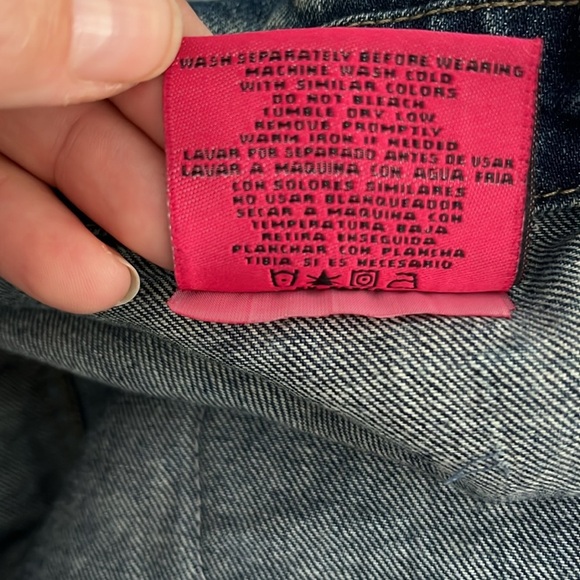 WASH SEPARATELY BEFORE WEARING
MACHINE WASH COLD
WITH SIMILAR COLORS
DO NOT BLEACH
TUMBLE DRY LOW
REMOVE PROMPTLY
WARM IRON IF NEEDED
LAVAR POR SEPARADO ANTES DE USAR
LAVAR A MAQUINA CON AGUA FRIA
CON SOLORES SIMILARES
NO USAR BLANQUEADOR
SECAR A MAQUINA CON
TEMPERATURA BAJA
RETIRA ENSEGUIDA
PLANCHAR CON PLANCHA
TIBIA SI ES NECESARIO